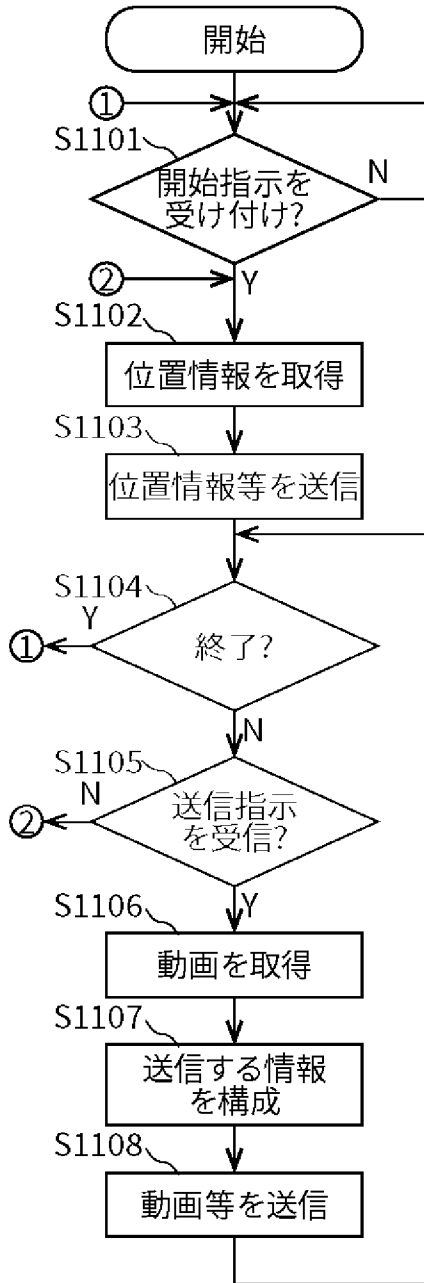 開始
①
S1101
開始指示を
受け付け?
N
②
Y
S1102
位置情報を取得
S1103
位置情報等を送信
S1104
Y
①
終了?
N
S1105
N
②
送信指示
を受信?
Y
S1106
動画を取得
S1107
送信する情報
を構成
S1108
動画等を送信